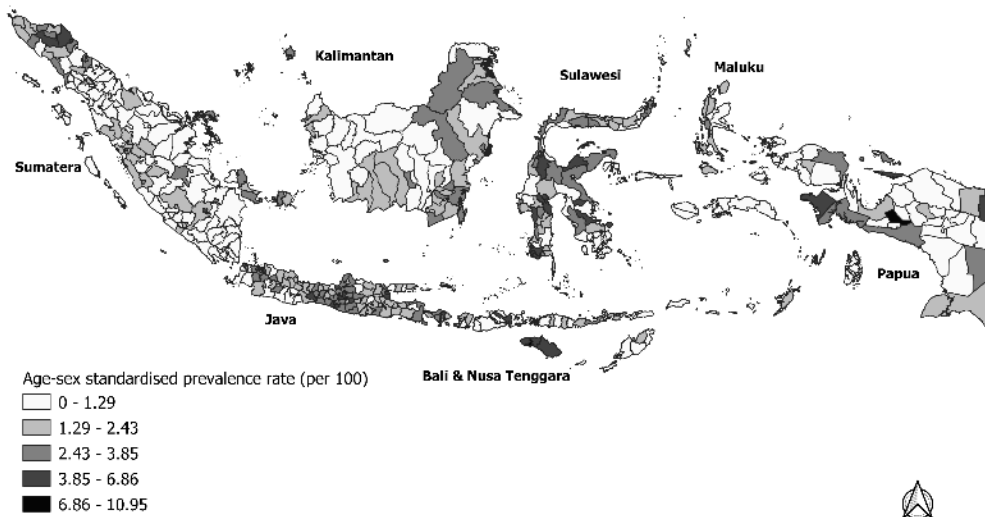 Kalimantan
Sulawesi
Maluku
Sumatera
Papua
Java
Bali & Nusa Tenggara
Age-sex standardised prevalence rate (per 100)
0 - 1.29
1.29 - 2.43
2.43 - 3.85
3.85 - 6.86
6.86 - 10.95